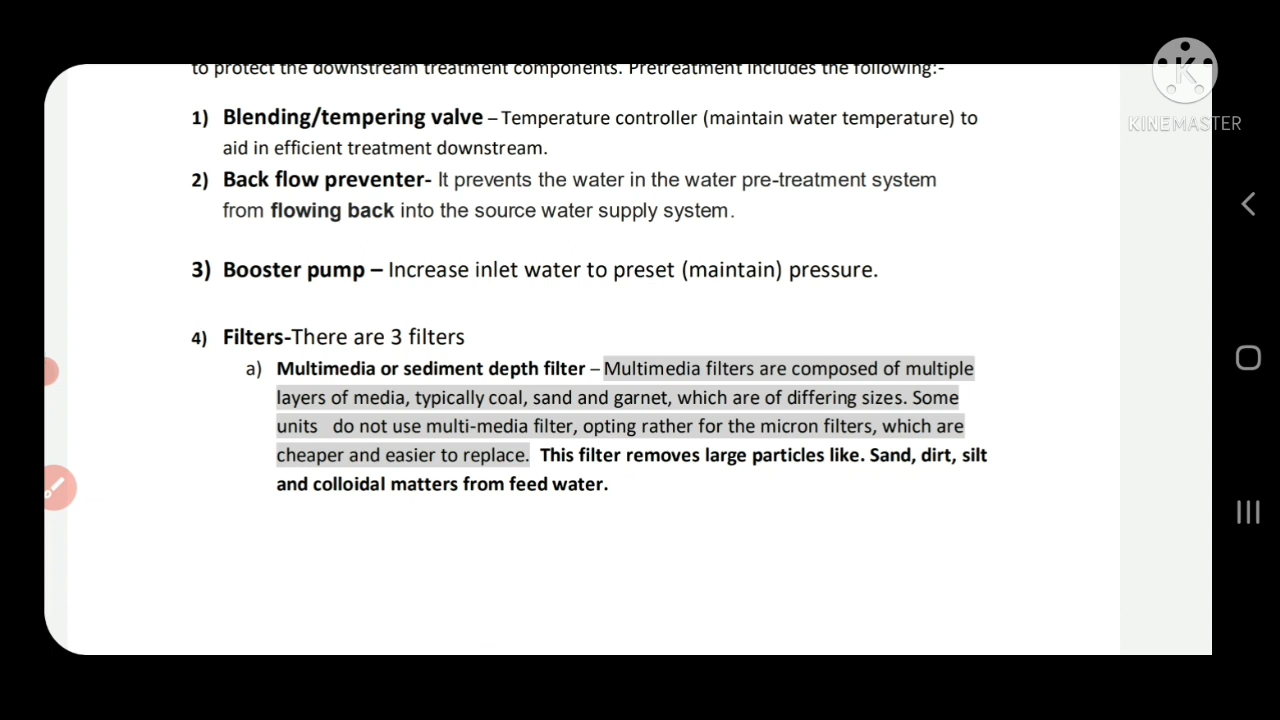 to protect the downstream treatment components. Pretreatment includes the following:-
KINEMASTER
1) Blending/tempering valve – Temperature controller (maintain water temperature) to
aid in efficient treatment downstream.
2) Back flow preventer- It prevents the water in the water pre-treatment system
from flowing back into the source water supply system.
3) Booster pump – Increase inlet water to preset (maintain) pressure.
4) Filters-There are 3 filters
a) Multimedia or sediment depth filter – Multimedia filters are composed of multiple
layers of media, typically coal, sand and garnet, which are of differing sizes. Some
units do not use multi-media filter, opting rather for the micron filters, which are
cheaper and easier to replace. This filter removes large particles like. Sand, dirt, silt
and colloidal matters from feed water.